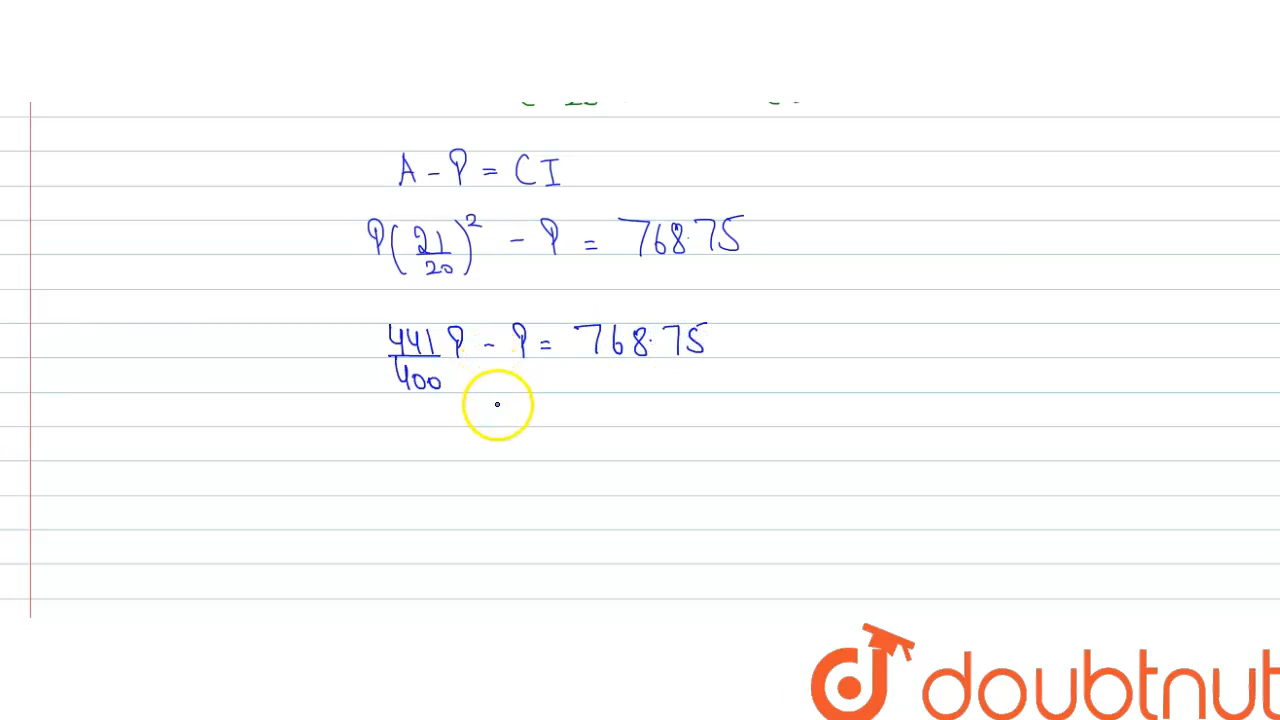 A - P = CI
P(21/20)² - P = 768.75
441/400 P - P = 768.75
doubtnut